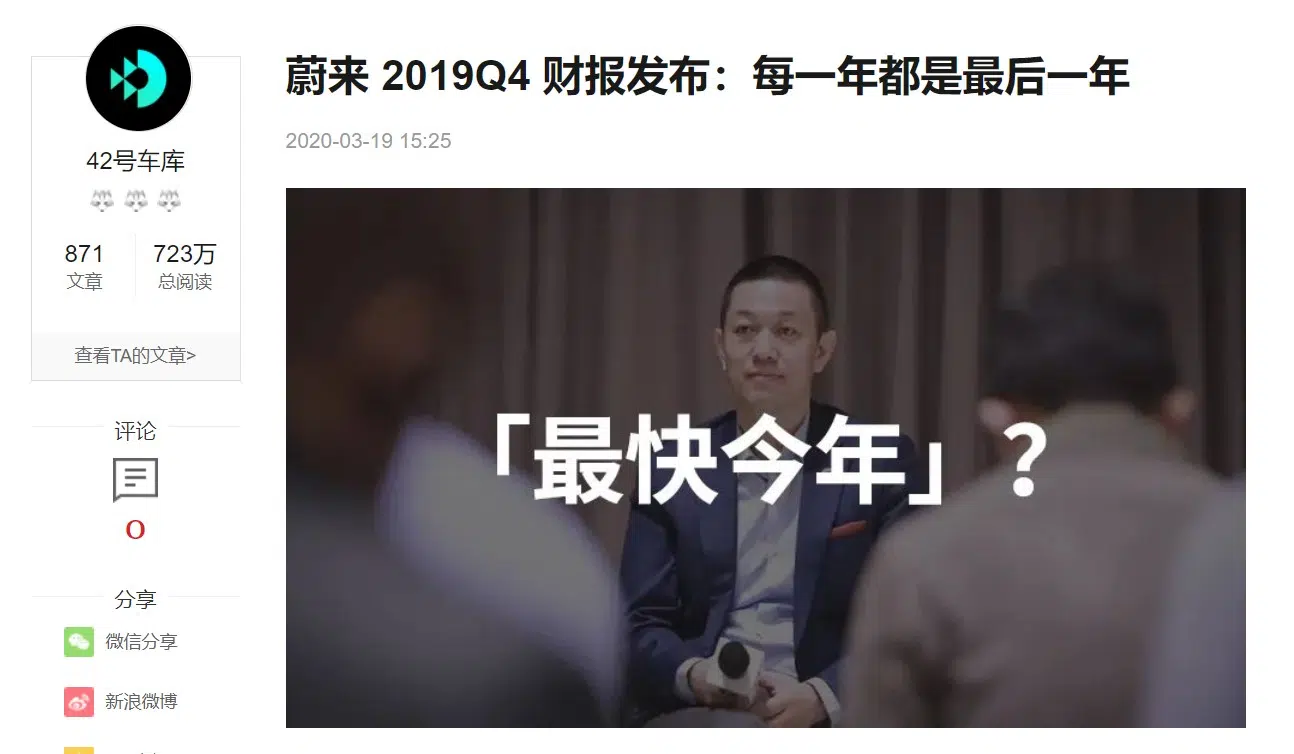 蔚来 2019Q4 财报发布：每一年都是最后一年
2020-03-19 15:25
42号车库
871
文章
723万
总阅读
查看TA的文章>
评论
0
分享
微信分享
新浪微博
「最快今年」？